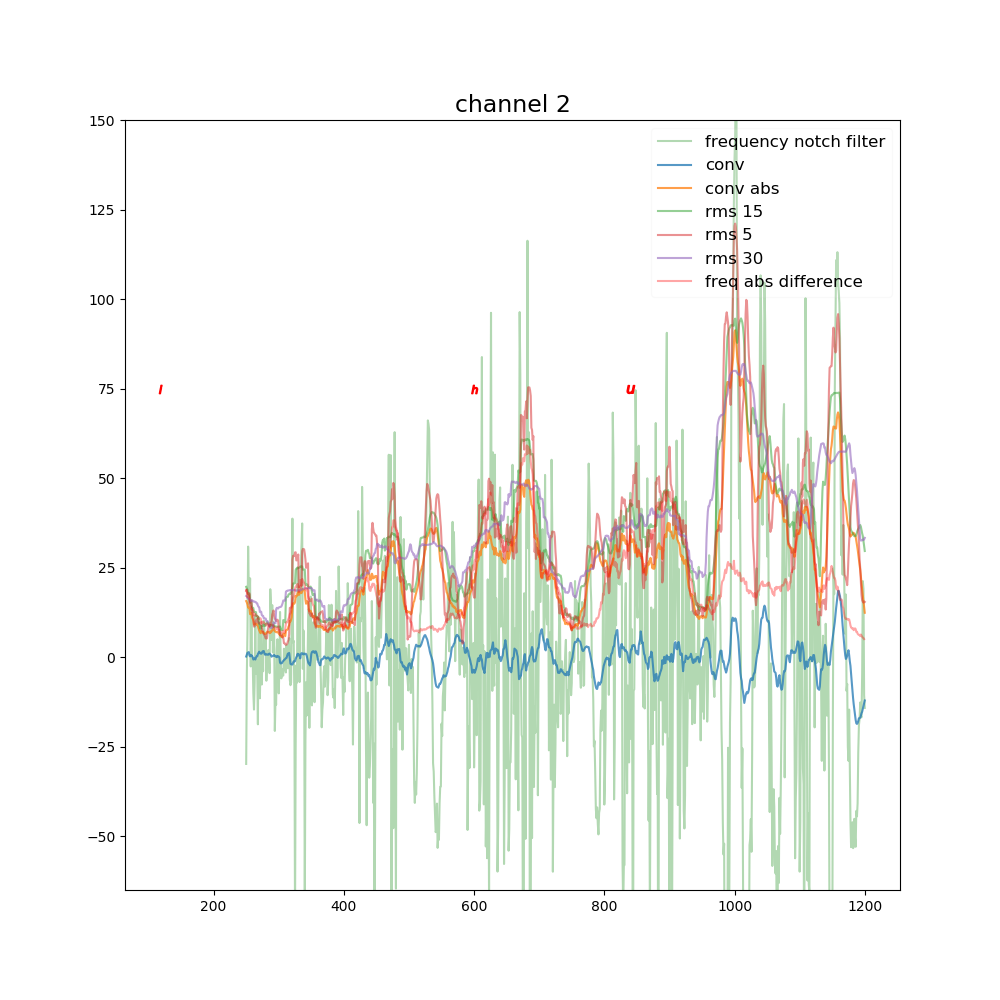 channel 2
150
125
100
75
50
25
0
−25
−50
frequency notch filter
conv
conv abs
rms 15
rms 5
rms 30
freq abs difference
l h u
200 400 600 800 1000 1200